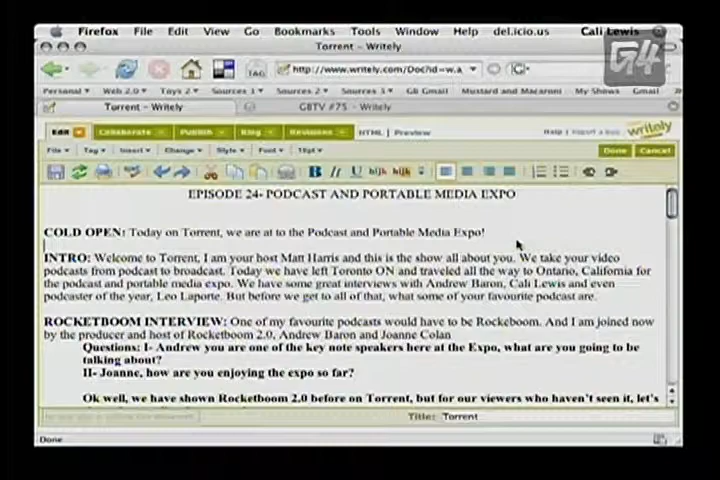 Firefox File Edit View Go Bookmarks Tools Window Help del.icio.us Cali Lewis
G4
Torrent - Writely
TAG http://www.writely.com/Doc?id=w.a G
Personal Web 2.0 Toys 2 Sources 1 Sources 2 Sources 3 GB Gmail Mustard and Macaroni My Shows Gmail
Torrent - Writely GBTV #75 - Writely
Edit Collaborate Publish Blog Revisions HTML Preview Help | Report a Bug writely
File Tag Insert Change Style Font 18pt Done Cancel
B I U
EPISODE 24- PODCAST AND PORTABLE MEDIA EXPO
COLD OPEN: Today on Torrent, we are at to the Podcast and Portable Media Expo!
INTRO: Welcome to Torrent, I am your host Matt Harris and this is the show all about you. We take your video
podcasts from podcast to broadcast. Today we have left Toronto ON and traveled all the way to Ontario, California for
the podcast and portable media expo. We have some great interviews with Andrew Baron, Cali Lewis and even
podcaster of the year, Leo Laporte. But before we get to all of that, what some of your favourite podcast are.
ROCKETBOOM INTERVIEW: One of my favourite podcasts would have to be Rockeboom. And I am joined now
by the producer and host of Rocketboom 2.0, Andrew Baron and Joanne Colan
Questions: I- Andrew you are one of the key note speakers here at the Expo, what are you going to be
talking about?
II- Joanne, how are you enjoying the expo so far?
Ok well, we have shown Rocketboom 2.0 before on Torrent, but for our viewers who haven't seen it, let's
Title: Torrent
Done